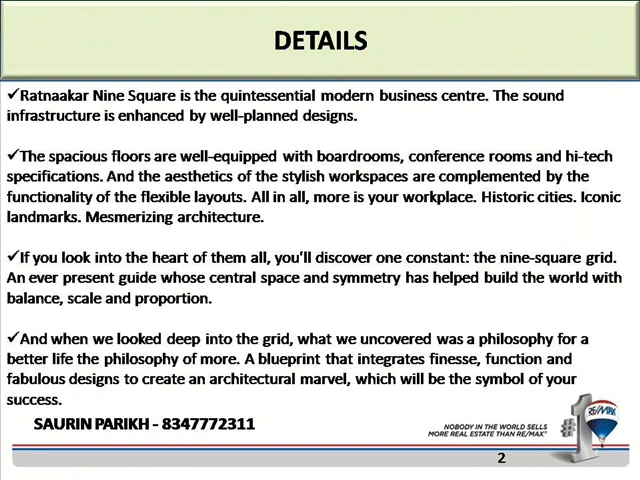 DETAILS
✓Ratnaakar Nine Square is the quintessential modern business centre. The sound
infrastructure is enhanced by well-planned designs.
✓The spacious floors are well-equipped with boardrooms, conference rooms and hi-tech
specifications. And the aesthetics of the stylish workspaces are complemented by the
functionality of the flexible layouts. All in all, more is your workplace. Historic cities. Iconic
landmarks. Mesmerizing architecture.
✓If you look into the heart of them all, you'll discover one constant: the nine-square grid.
An ever present guide whose central space and symmetry has helped build the world with
balance, scale and proportion.
✓And when we looked deep into the grid, what we uncovered was a philosophy for a
better life the philosophy of more. A blueprint that integrates finesse, function and
fabulous designs to create an architectural marvel, which will be the symbol of your
success.
SAURIN PARIKH - 8347772311
NOBODY IN THE WORLD SELLS
MORE REAL ESTATE THAN RE/MAX®
#1
RE/MAX
2